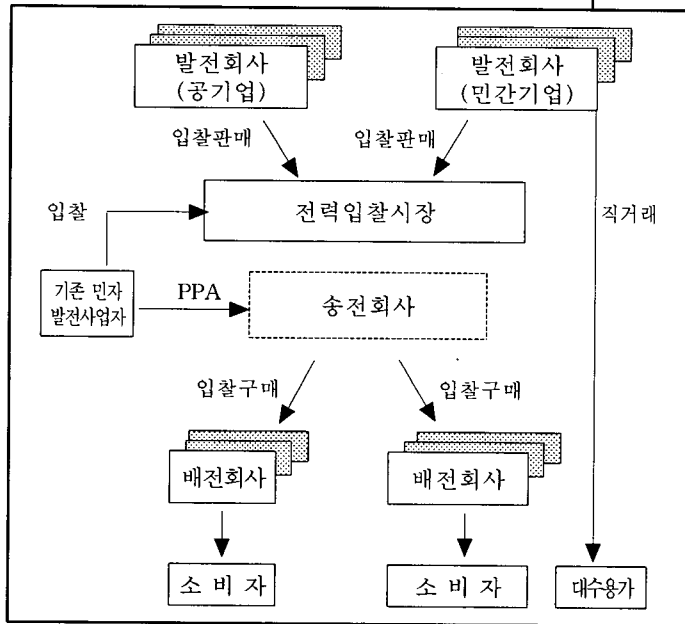 발전회사
(공기업)
발전회사
(민간기업)
입찰판매
입찰판매
입찰
전력입찰시장
직거래
기존 민자
발전사업자
PPA
송전회사
입찰구매
입찰구매
배전회사
배전회사
소 비 자
소 비 자
대수용가